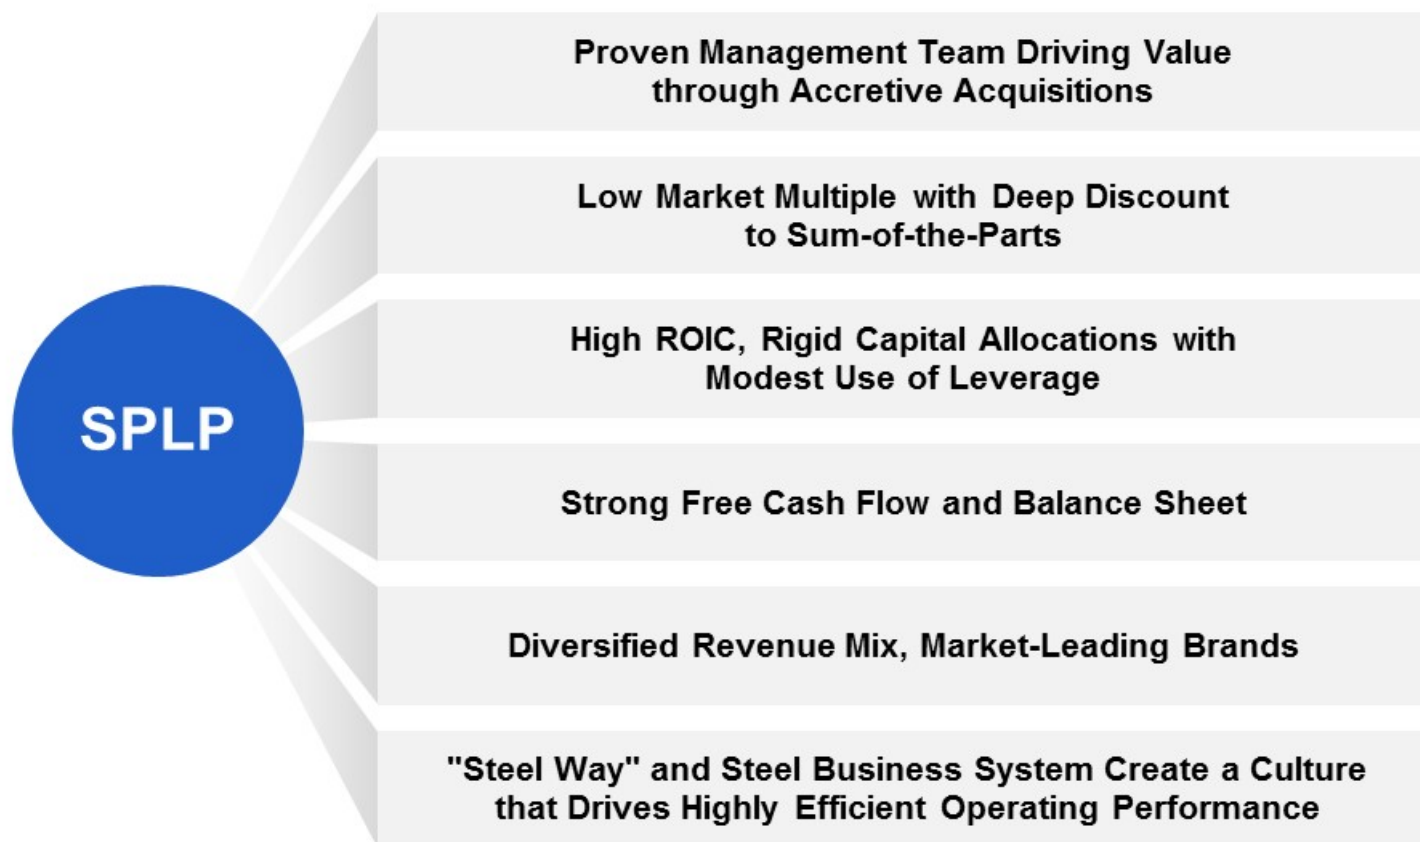 Proven Management Team Driving Value
through Accretive Acquisitions
Low Market Multiple with Deep Discount
to Sum-of-the-Parts
High ROIC, Rigid Capital Allocations with
Modest Use of Leverage
SPLP
Strong Free Cash Flow and Balance Sheet
Diversified Revenue Mix, Market-Leading Brands
"Steel Way" and Steel Business System Create a Culture
that Drives Highly Efficient Operating Performance